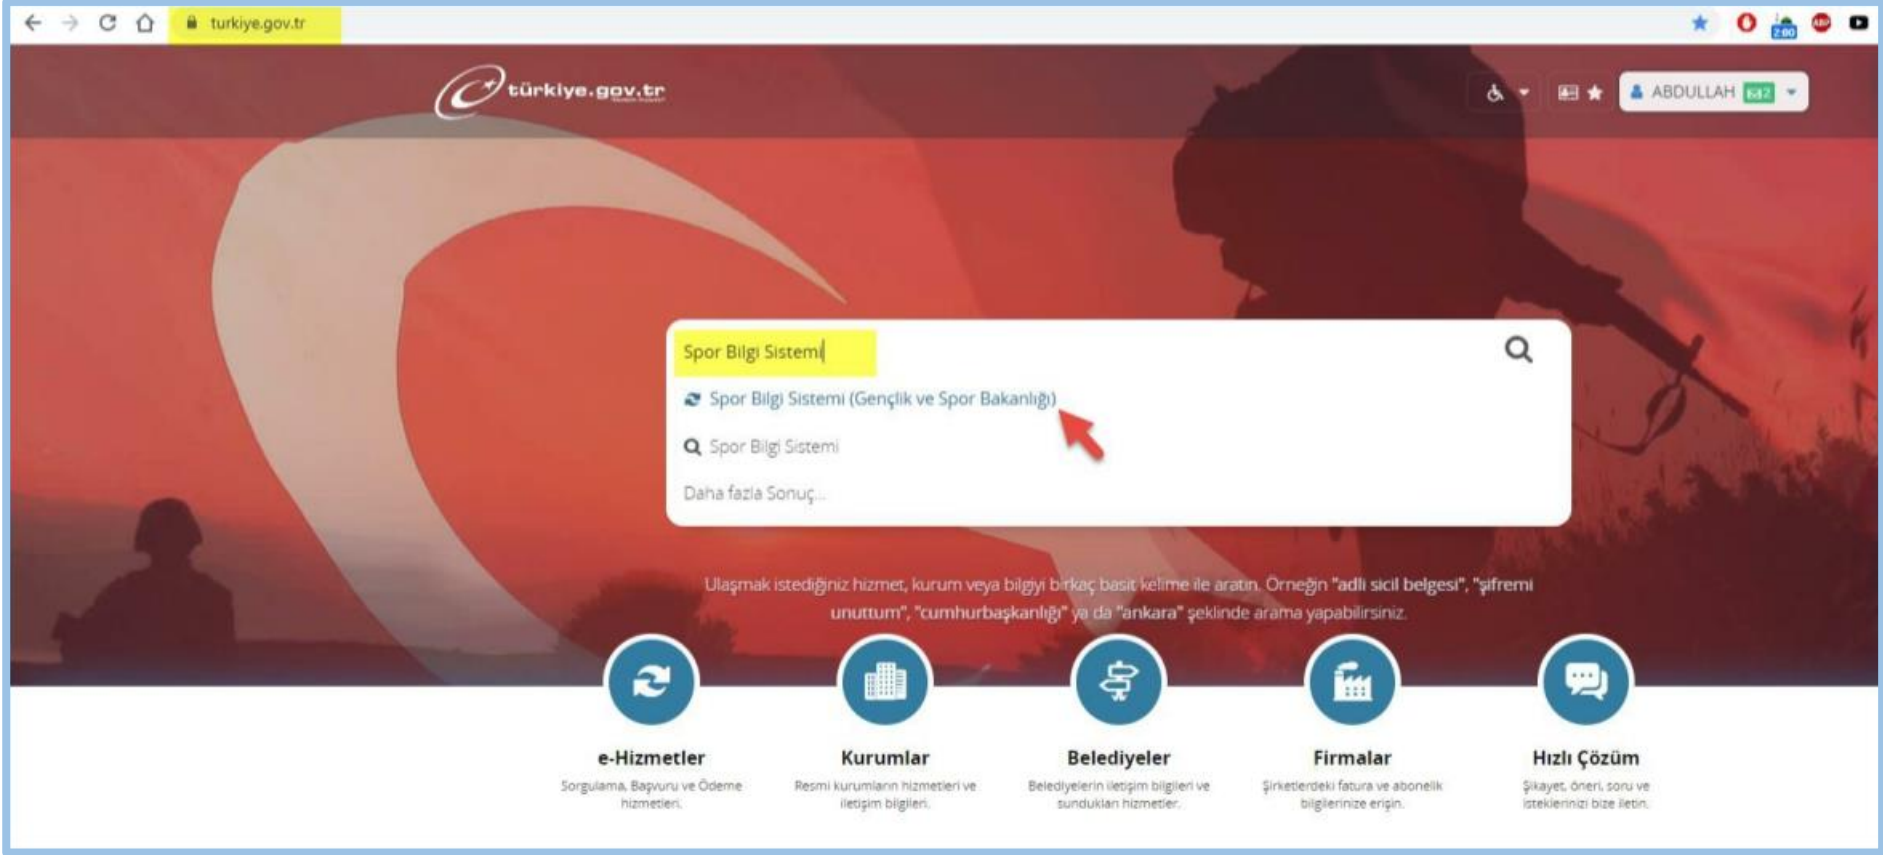 turkiye.gov.tr
2:00
ABP
türkiye.gov.tr
ABDULLAH 2
Spor Bilgi Sistemi
Spor Bilgi Sistemi (Gençlik ve Spor Bakanlığı)
Spor Bilgi Sistemi
Daha fazla Sonuç...
Ulaşmak istediğiniz hizmet, kurum veya bilgiyi birkaç basit kelime ile aratın. Örneğin "adli sicil belgesi", "şifremi
unuttum", "cumhurbaşkanlığı" ya da "ankara" şeklinde arama yapabilirsiniz.
e-Hizmetler
Sorgulama, Başvuru ve Ödeme
hizmetleri.
Kurumlar
Resmi kurumların hizmetleri ve
iletişim bilgileri.
Belediyeler
Belediyelerin iletişim bilgileri ve
sundukları hizmetler.
Firmalar
Şirketlerdeki fatura ve abonelik
bilgilerinize erişin.
Hızlı Çözüm
Şikayet, öneri, soru ve
isteklerinizi bize iletin.